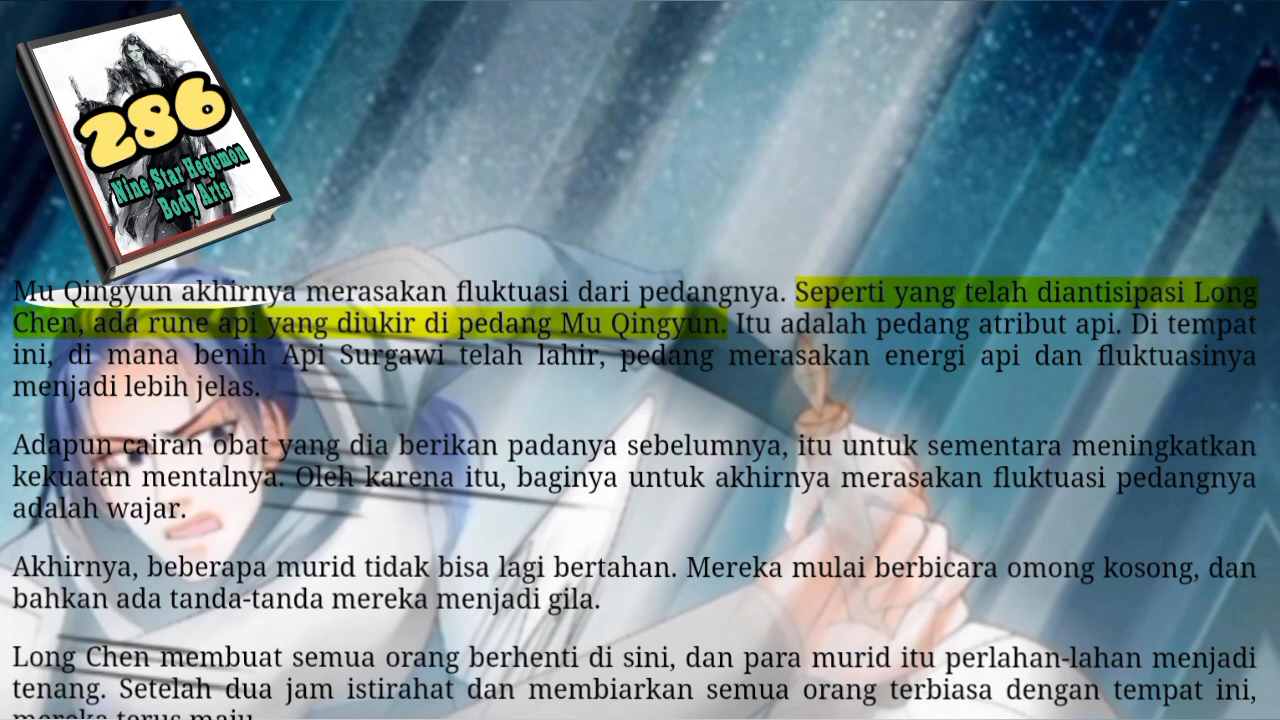 286
Nine Star Hegemon
Body Arts
Mu Qingyun akhirnya merasakan fluktuasi dari pedangnya. Seperti yang telah diantisipasi Long
Chen, ada rune api yang diukir di pedang Mu Qingyun. Itu adalah pedang atribut api. Di tempat
ini, di mana benih Api Surgawi telah lahir, pedang merasakan energi api dan fluktuasinya
menjadi lebih jelas.
Adapun cairan obat yang dia berikan padanya sebelumnya, itu untuk sementara meningkatkan
kekuatan mentalnya. Oleh karena itu, baginya untuk akhirnya merasakan fluktuasi pedangnya
adalah wajar.
Akhirnya, beberapa murid tidak bisa lagi bertahan. Mereka mulai berbicara omong kosong, dan
bahkan ada tanda-tanda mereka menjadi gila.
Long Chen membuat semua orang berhenti di sini, dan para murid itu perlahan-lahan menjadi
tenang. Setelah dua jam istirahat dan membiarkan semua orang terbiasa dengan tempat ini,
mereka terus maju.